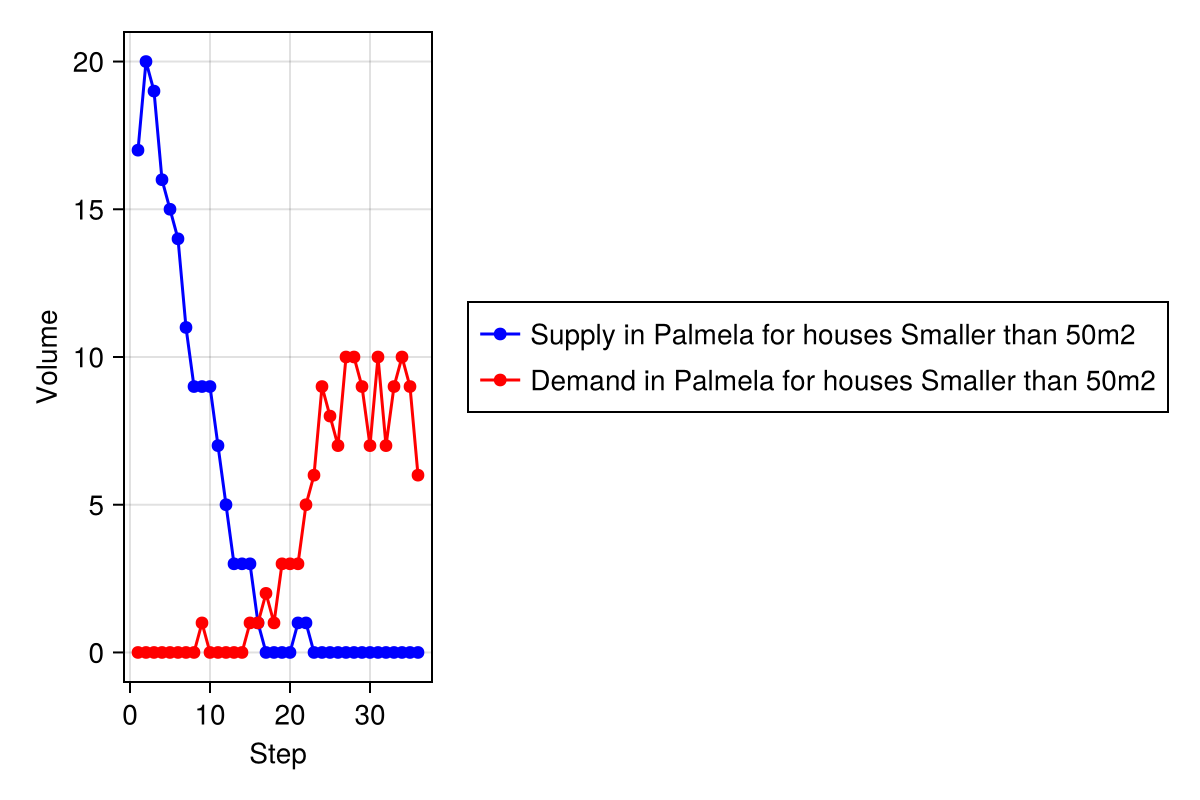 20
15
10
5
0
Volume
0 10 20 30
Step
Supply in Palmela for houses Smaller than 50m2
Demand in Palmela for houses Smaller than 50m2